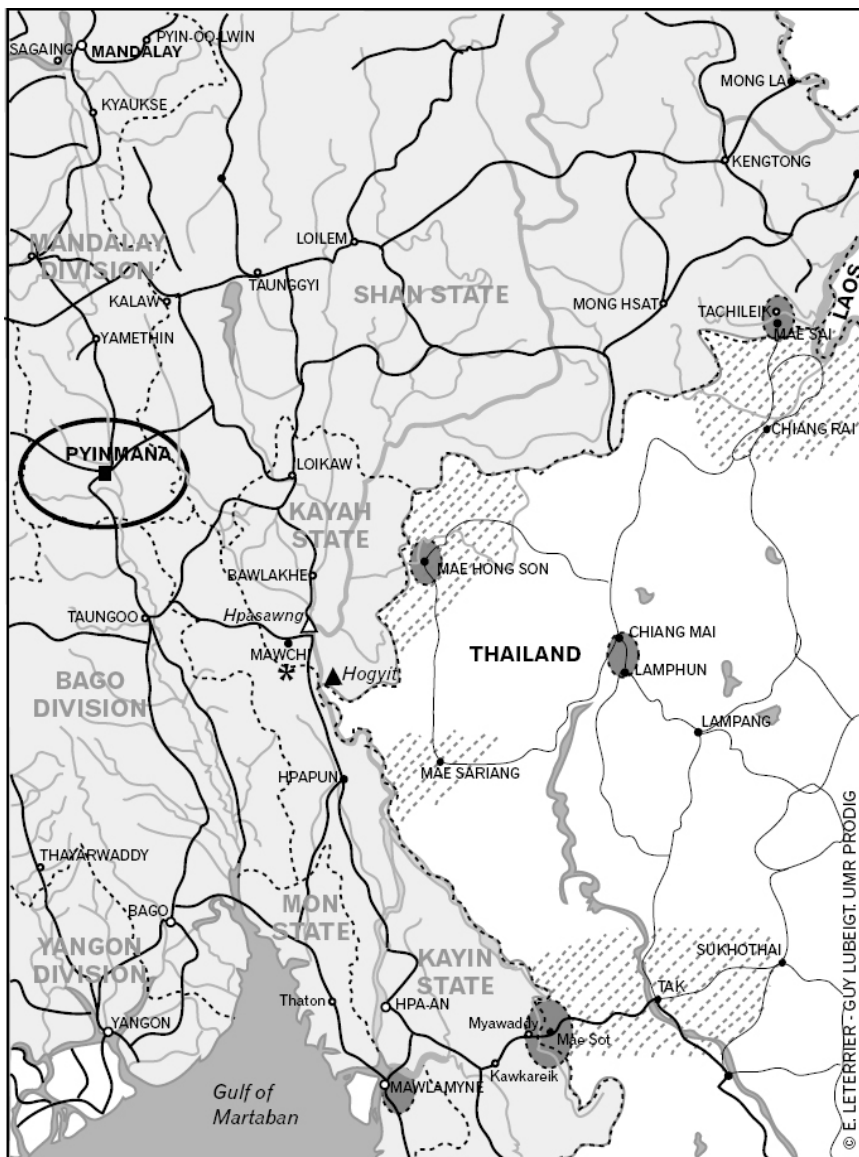 PYIN-OO-LWIN
SAGAING
MANDALAY
MONG LA
KYAUKSE
KENGTONG
LOILEM
MANDALAY
DIVISION
TAUNGGYI
SHAN STATE
LAOS
KALAW
MONG HSAT
TACHILEIK
YAMETHIN
MAE SAI
CHIANG RAI
PYINMANA
LOIKAW
KAYAH
STATE
MAE HONG SON
BAWLAKHE
Hpasawng
TAUNGOO
CHIANG MAI
MAWCHI
THAILAND
*
Hogyit
LAMPHUN
BAGO
DIVISION
LAMPANG
MAE SARIANG
HPAPUN
THAYARWADDY
BAGO
MON
STATE
YANGON
DIVISION
KAYIN
STATE
SUKHOTHAI
TAK
Thaton
HPA-AN
Myawaddy
YANGON
Mae Sot
Kawkareik
MAWLAMYNE
Gulf of
Martaban
© E. LETERRIER - GUY LUBEIGT. UMR PRODIG